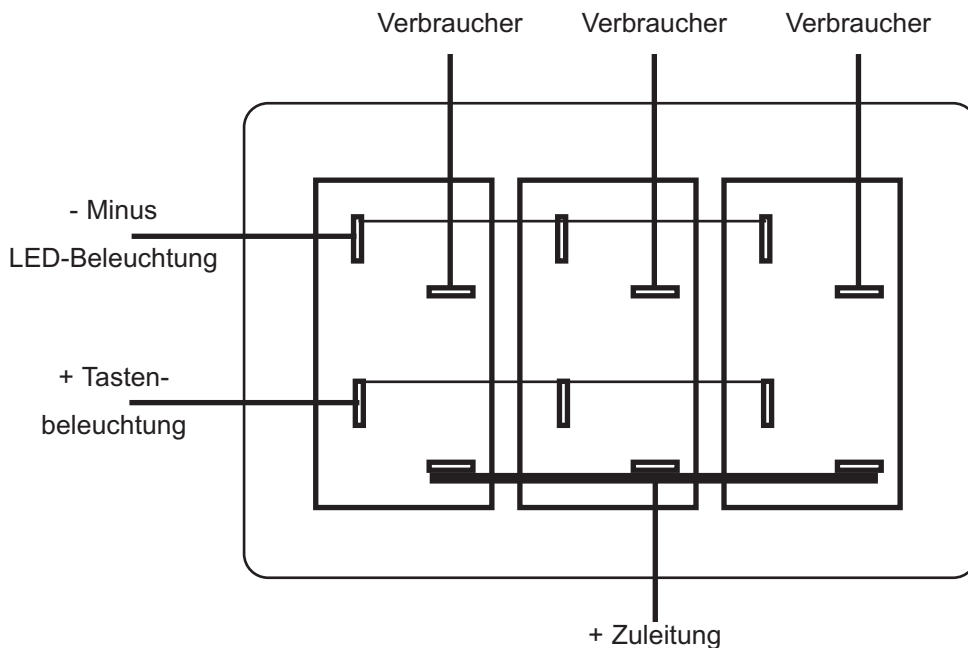 Verbraucher
Verbraucher
Verbraucher
- Minus
LED-Beleuchtung
+ Tasten-
beleuchtung
+ Zuleitung